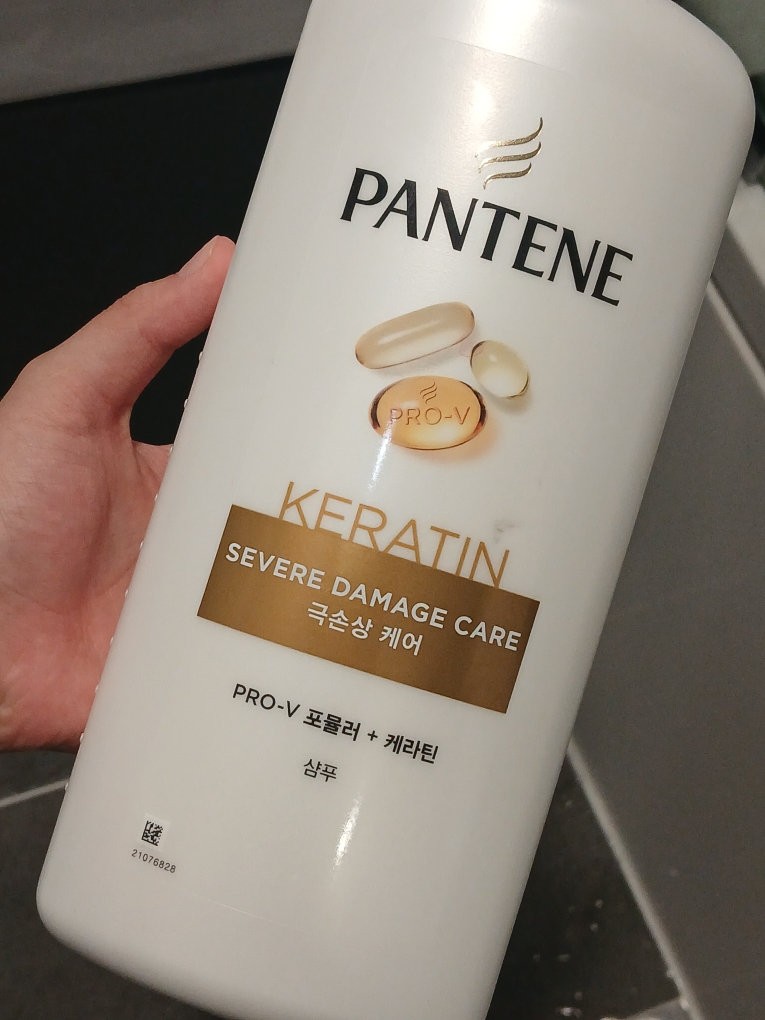 PANTENE
PRO-V
KERATIN
SEVERE DAMAGE CARE
극손상 케어
PRO-V 포뮬러 + 케라틴
샴푸
21076828